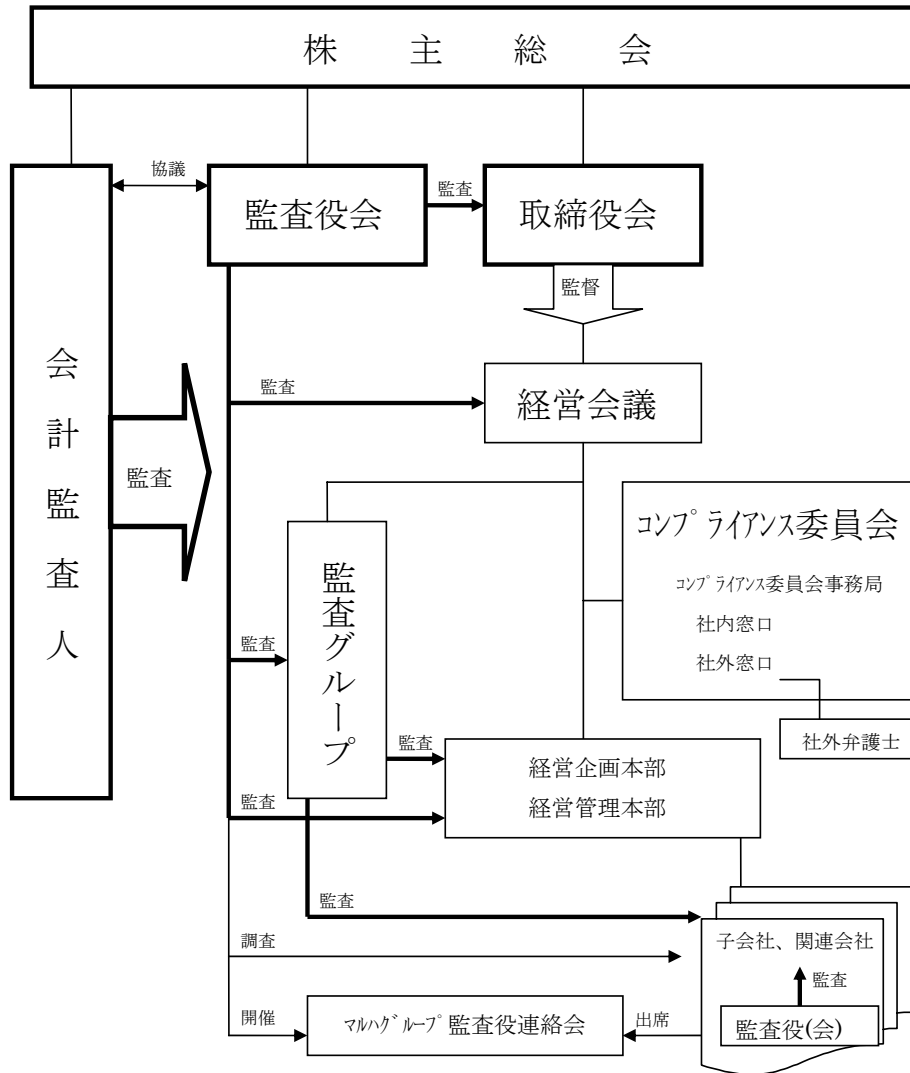 株 主 総 会
協議
監査役会
監査
取締役会
監督
会計監査人
監査
監査
経営会議
コンプライアンス委員会
コンプライアンス委員会事務局
社内窓口
社外窓口
社外弁護士
監査グループ
監査
監査
経営企画本部
経営管理本部
監査
監査
子会社、関連会社
調査
監査
監査役(会)
開催
マルハグループ監査役連絡会
出席